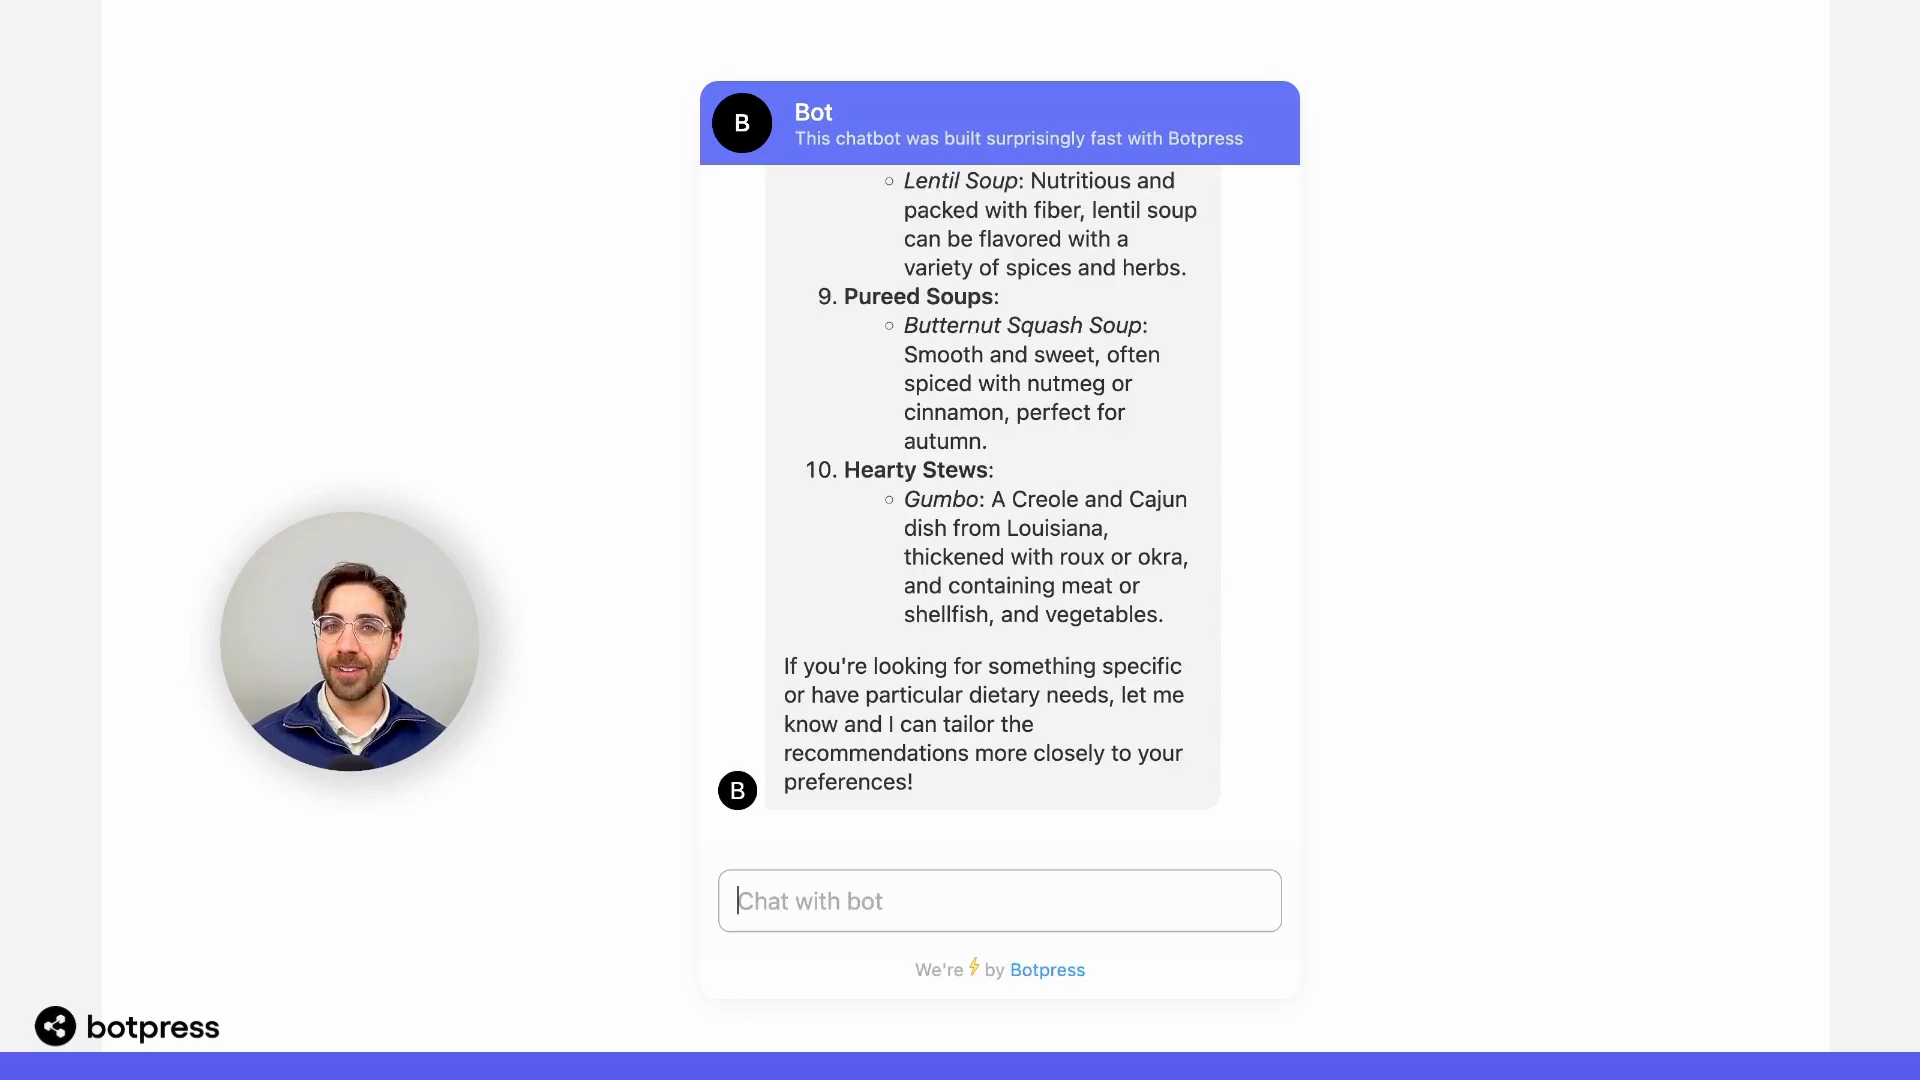 B
Bot
This chatbot was built surprisingly fast with Botpress
○ Lentil Soup: Nutritious and
packed with fiber, lentil soup
can be flavored with a
variety of spices and herbs.
9. Pureed Soups:
○ Butternut Squash Soup:
Smooth and sweet, often
spiced with nutmeg or
cinnamon, perfect for
autumn.
10. Hearty Stews:
○ Gumbo: A Creole and Cajun
dish from Louisiana,
thickened with roux or okra,
and containing meat or
shellfish, and vegetables.
If you're looking for something specific
or have particular dietary needs, let me
know and I can tailor the
recommendations more closely to your
preferences!
B
Chat with bot
We're ⚡ by Botpress
botpress